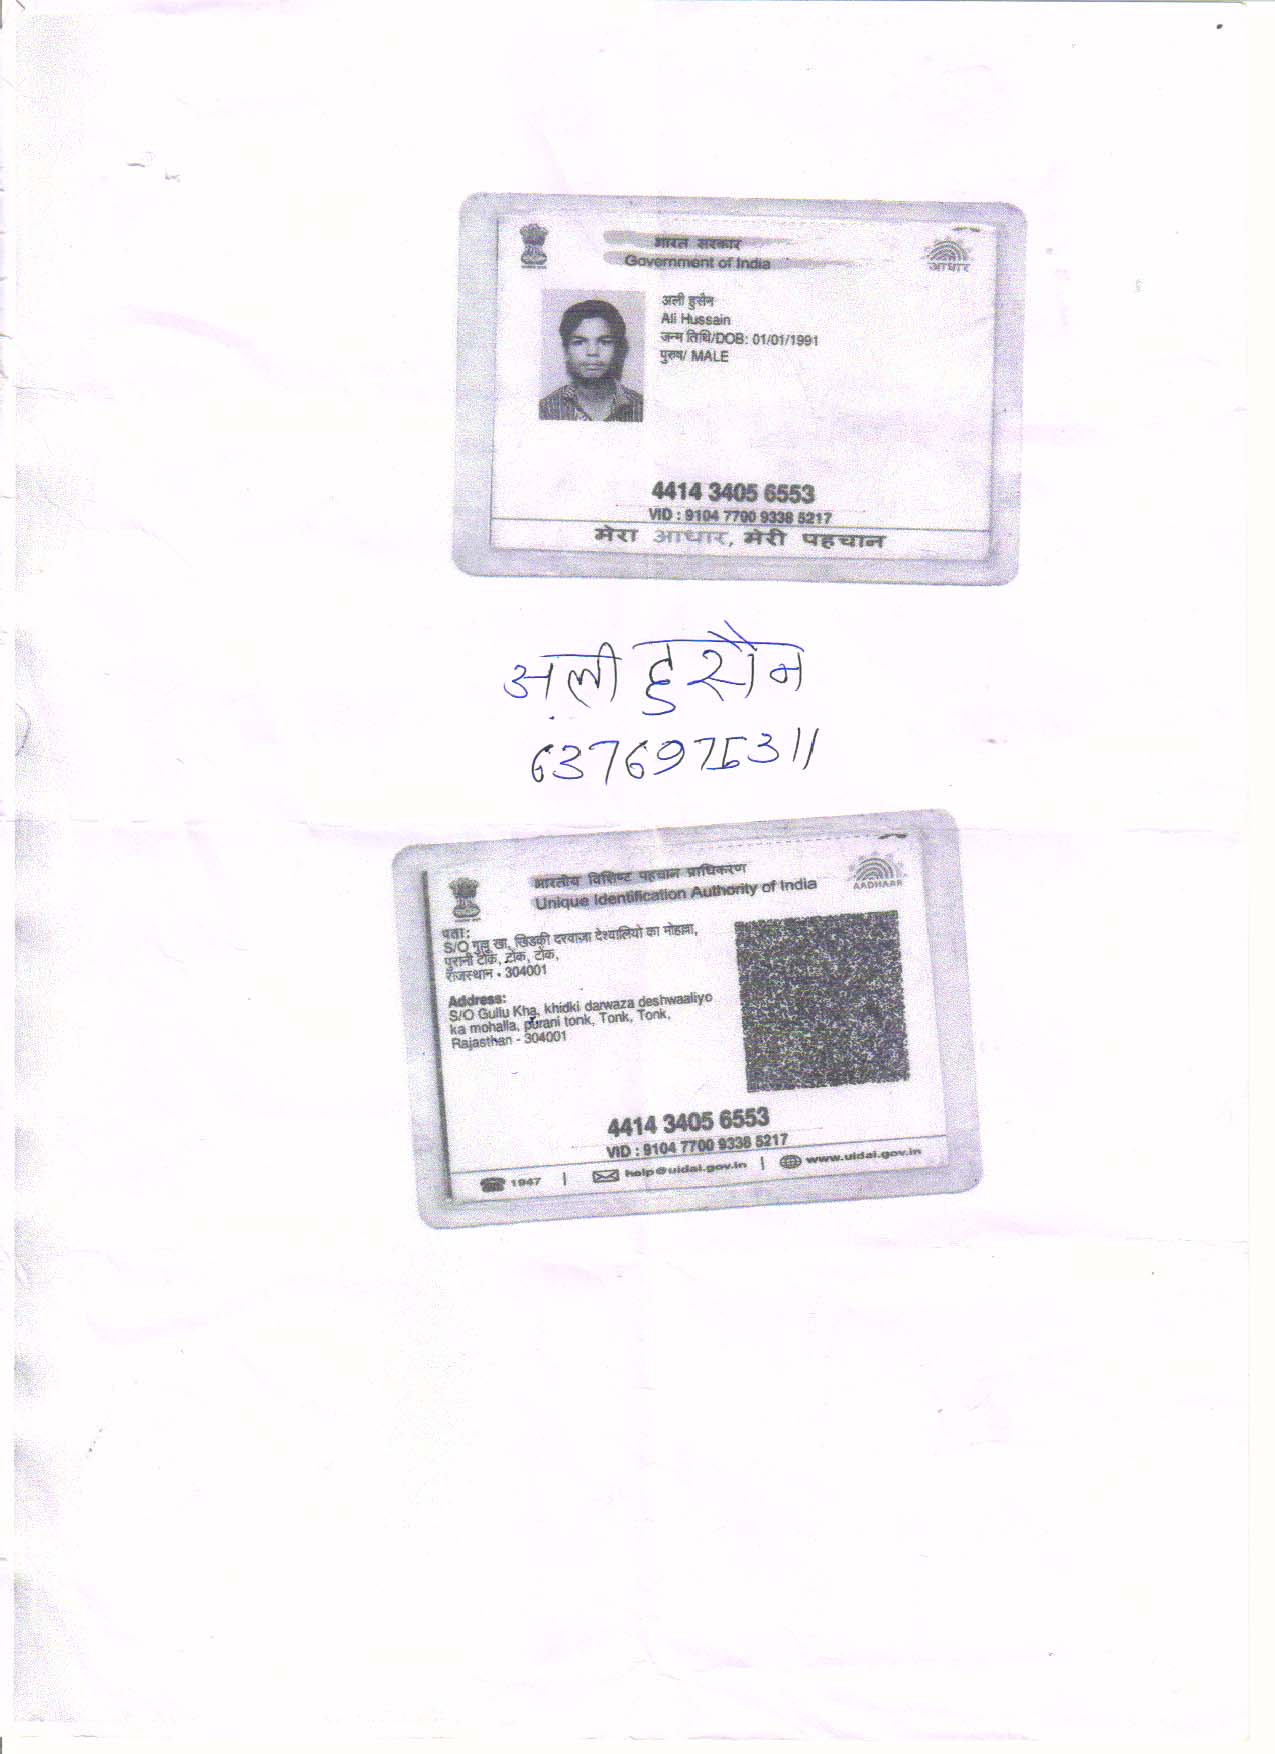 भारत सरकार
Government of India
आधार
अली हुसैन
Ali Hussain
जन्म तिथि/DOB: 01/01/1991
पुरुष/ MALE
4414 3405 6553
VID : 9104 7700 9338 5217
मेरा आधार, मेरी पहचान
अली हुसैन
6376975311
भारतीय विशिष्ट पहचान प्राधिकरण
Unique Identification Authority of India
AADHAAR
पता:
S/O गुल्लु खा, खिडकी दरवाज़ा देश्वालियो का मोहल्ला,
पुरानी टोंक, टोंक, टोंक,
राजस्थान - 304001
Address:
S/O Gullu Kha, khidki darwaza deshwaaliyo
ka mohalla, purani tonk, Tonk, Tonk,
Rajasthan - 304001
4414 3405 6553
VID : 9104 7700 9338 5217
1947 | help@uidai.gov.in | www.uidai.gov.in